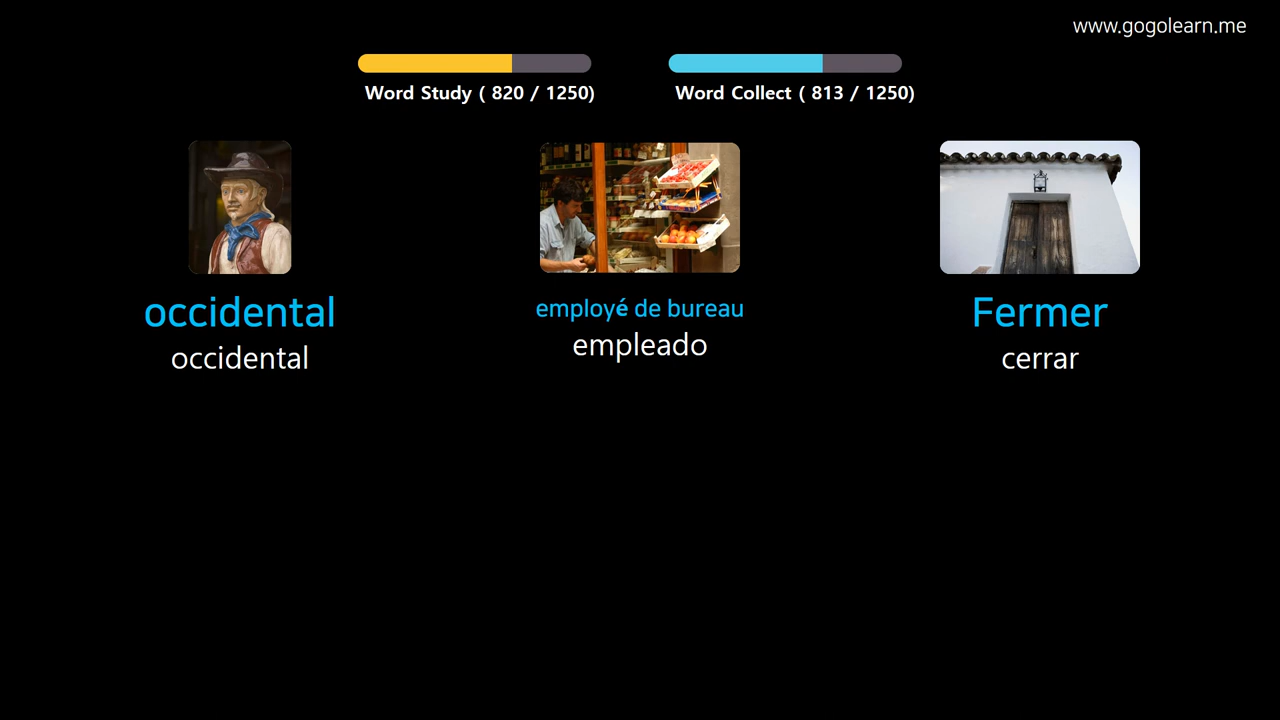 www.gogolearn.me
Word Study ( 820 / 1250)
Word Collect ( 813 / 1250)
occidental
occidental
employé de bureau
empleado
Fermer
cerrar